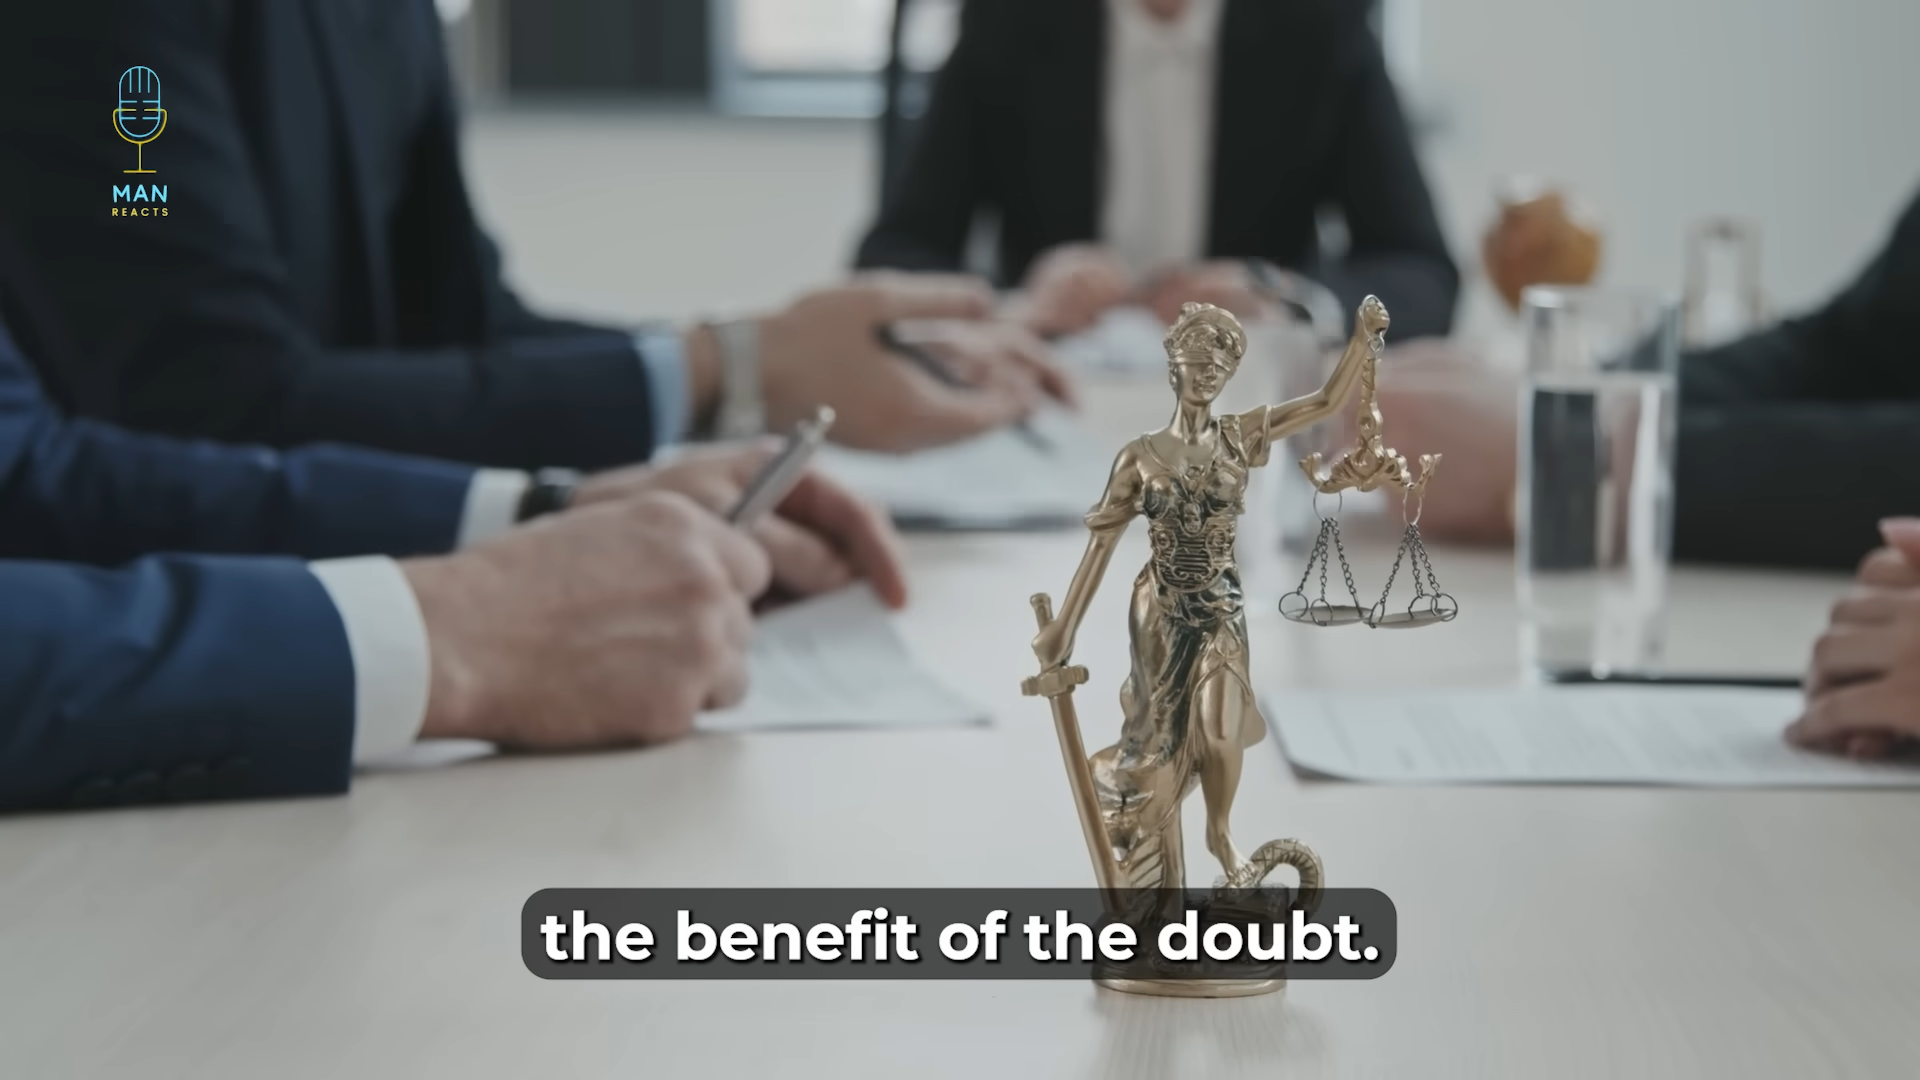 MAN
REACTS
the benefit of the doubt.